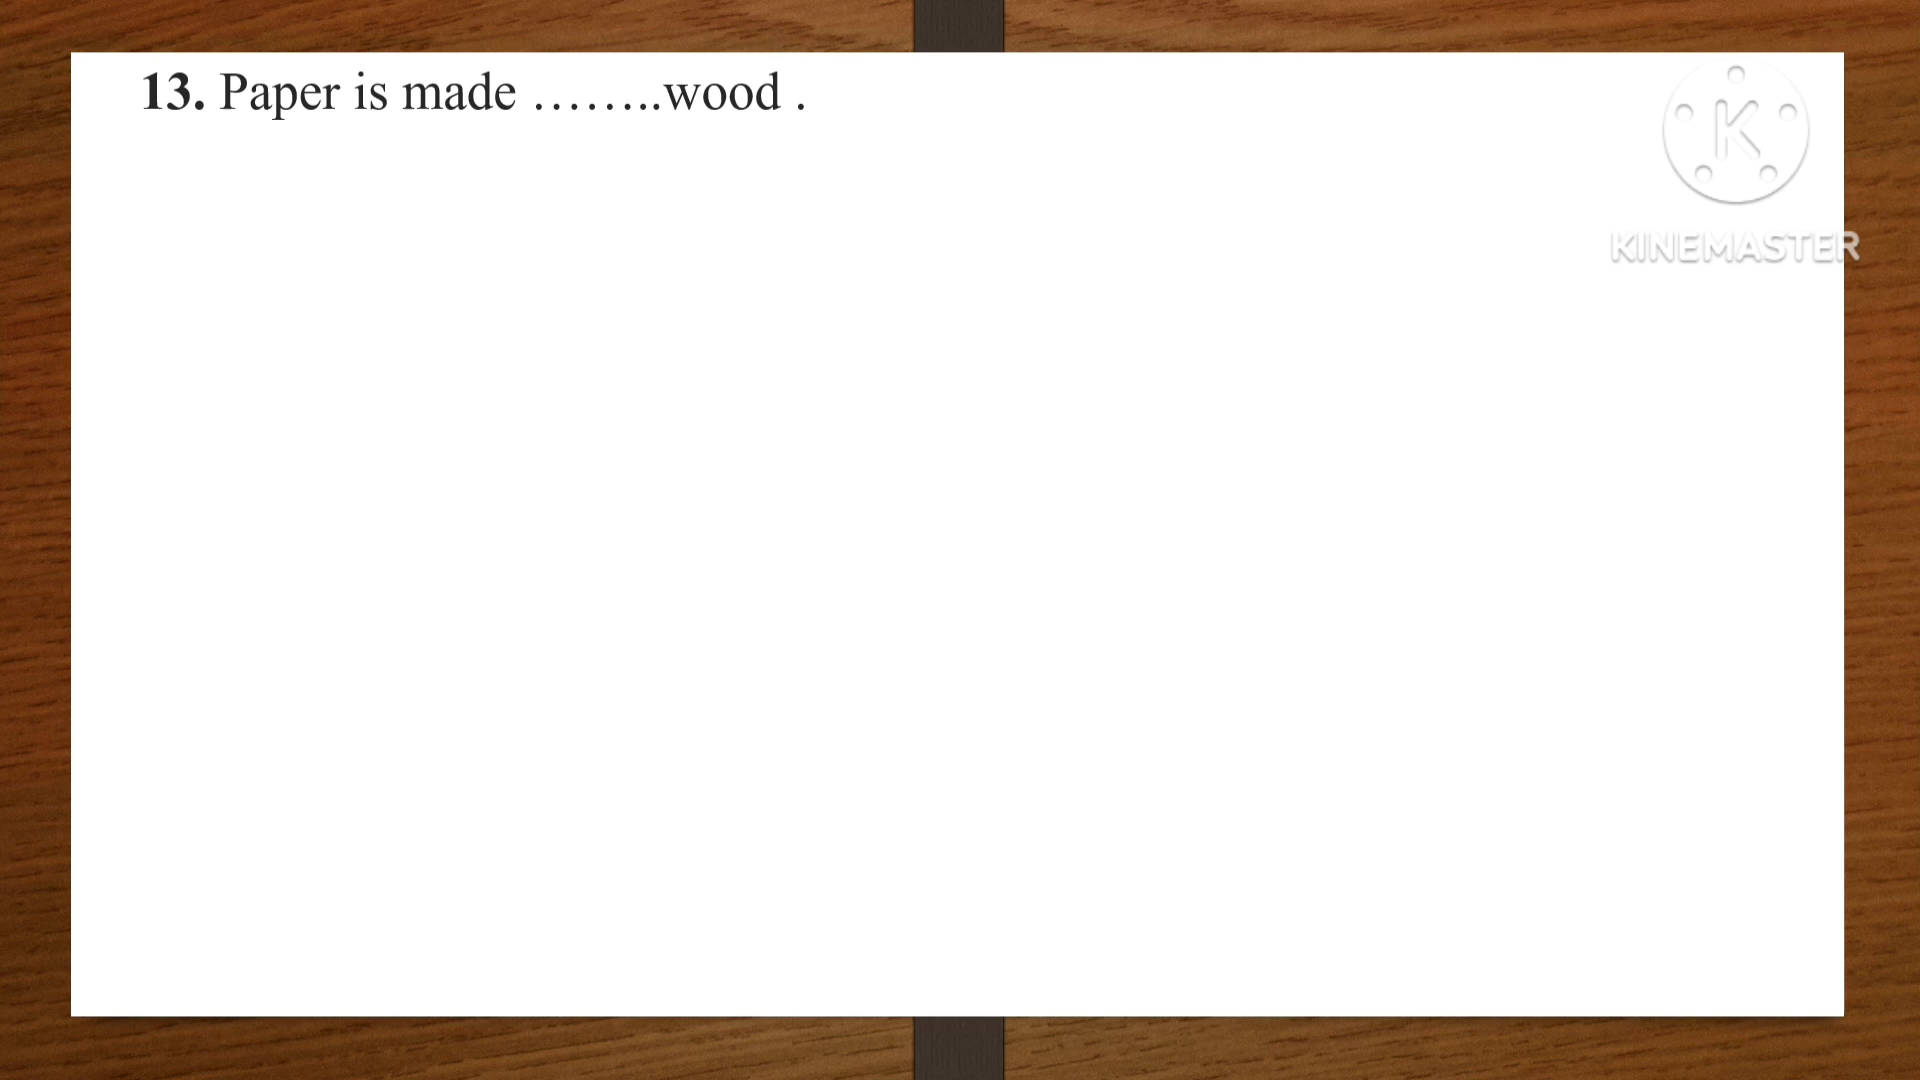 13. Paper is made ........wood .
K
KINEMASTER